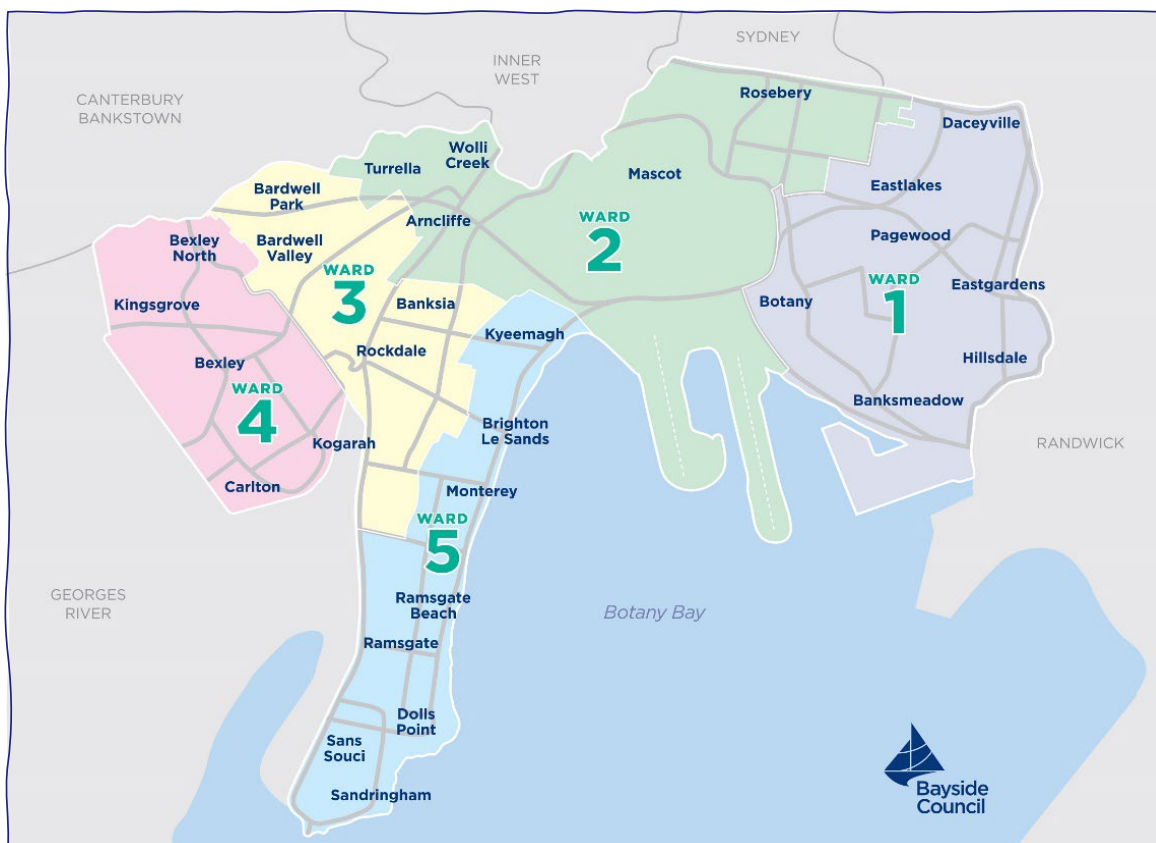 SYDNEY
INNER
WEST
CANTERBURY
BANKSTOWN
Rosebery
Daceyville
Wolli
Creek
Turrella
Mascot
Bardwell
Park
Eastlakes
Arncliffe
WARD
2
Pagewood
Bexley
North
Bardwell
Valley
WARD
3
WARD
1
Eastgardens
Kingsgrove
Banksia
Botany
Kyeemagh
Rockdale
Hillsdale
Bexley
WARD
4
Banksmeadow
Brighton
Le Sands
Kogarah
RANDWICK
Carlton
Monterey
WARD
5
GEORGES
RIVER
Ramsgate
Beach
Botany Bay
Ramsgate
Dolls
Point
Sans
Souci
Sandringham
Bayside
Council